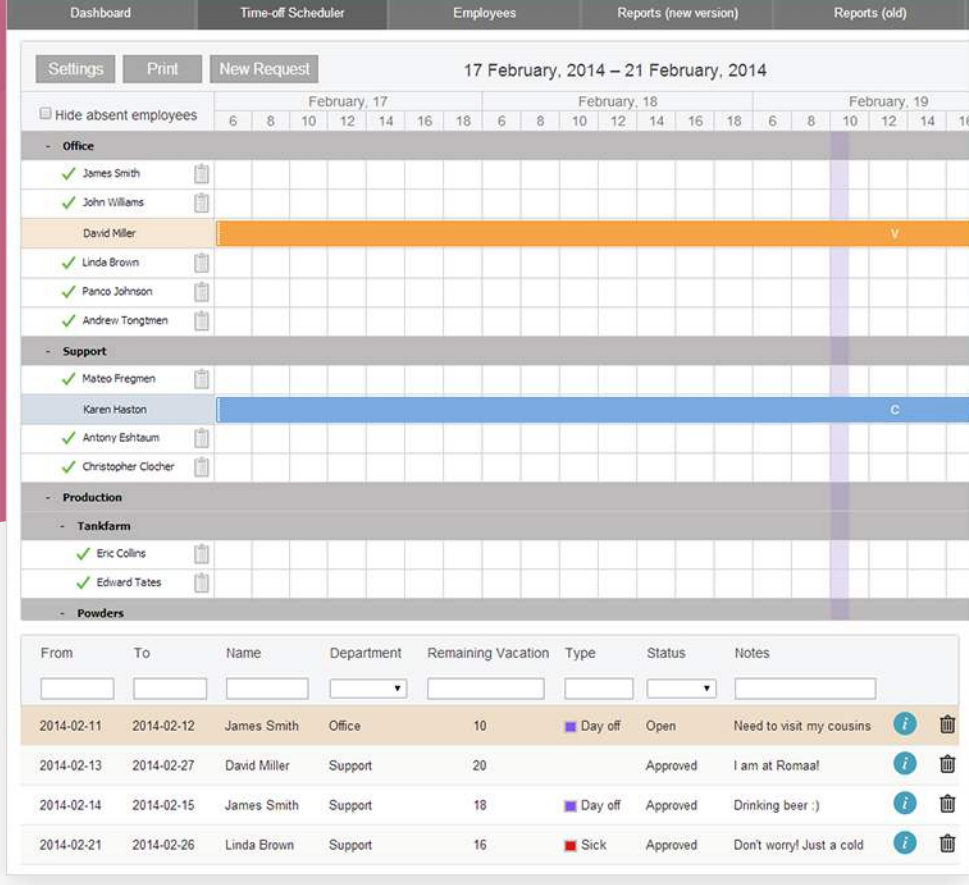 Dashboard Time-off Scheduler Employees Reports (new version) Reports (old)
Settings Print New Request 17 February, 2014 – 21 February, 2014
Hide absent employees February, 17 February, 18 February, 19
6 8 10 12 14 16 18 6 8 10 12 14 16 18 6 8 10 12 14 16
- Office
James Smith
John Williams
David Miller V
Linda Brown
Panco Johnson
Andrew Tongtmen
- Support
Mateo Fregmen
Karen Haston C
Antony Eshtaum
Christopher Clocher
- Production
- Tankfarm
Eric Collins
Edward Tates
- Powders
From To Name Department Remaining Vacation Type Status Notes
2014-02-11 2014-02-12 James Smith Office 10 Day off Open Need to visit my cousins i
2014-02-13 2014-02-27 David Miller Support 20 Approved I am at Romaa! i
2014-02-14 2014-02-15 James Smith Support 18 Day off Approved Drinking beer :) i
2014-02-21 2014-02-26 Linda Brown Support 16 Sick Approved Don't worry! Just a cold i